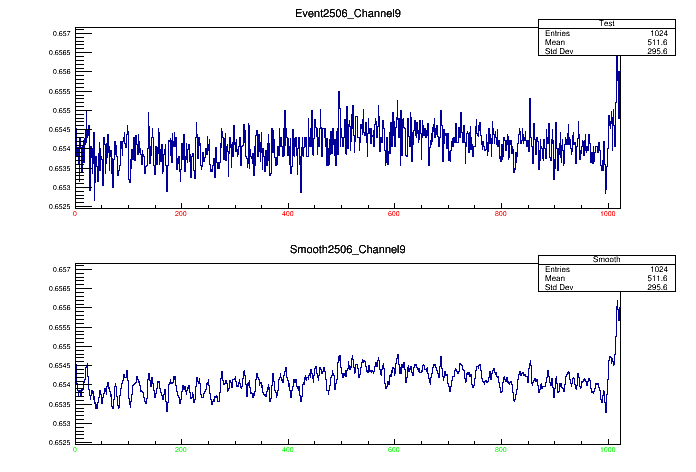 Event2506_Channel9
Test
Entries 1024
Mean 511.6
Std Dev 295.6
0.657
0.6565
0.656
0.6555
0.655
0.6545
0.654
0.6535
0.653
0.6525
0 200 400 600 800 1000
Smooth2506_Channel9
Smooth
Entries 1024
Mean 511.6
Std Dev 295.6
0.657
0.6565
0.656
0.6555
0.655
0.6545
0.654
0.6535
0.653
0.6525
0 200 400 600 800 1000